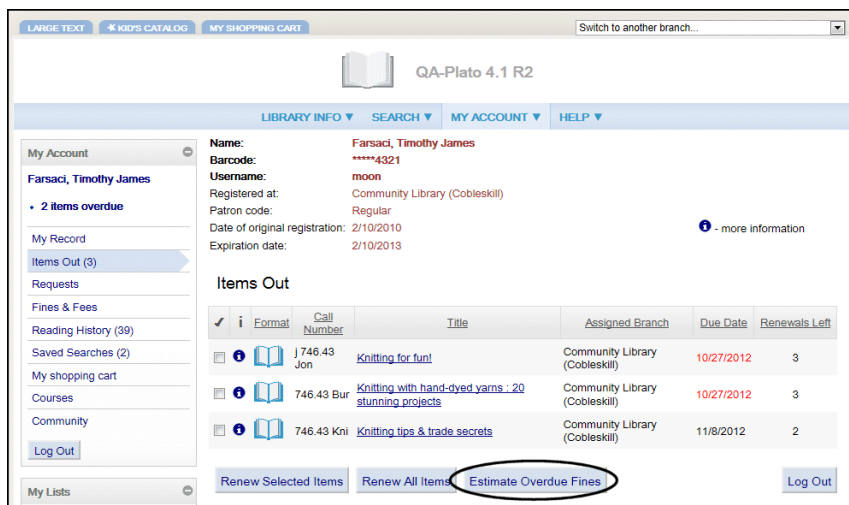 LARGE TEXT KID'S CATALOG MY SHOPPING CART Switch to another branch...
QA-Plato 4.1 R2
LIBRARY INFO ▼ SEARCH ▼ MY ACCOUNT ▼ HELP ▼
My Account
Farsaci, Timothy James
• 2 items overdue
My Record
Items Out (3)
Requests
Fines & Fees
Reading History (39)
Saved Searches (2)
My shopping cart
Courses
Community
Log Out
My Lists
Name: Farsaci, Timothy James
Barcode: *****4321
Username: moon
Registered at: Community Library (Cobleskill)
Patron code: Regular
Date of original registration: 2/10/2010
Expiration date: 2/10/2013
i - more information
Items Out
✓ i Format Call Number Title Assigned Branch Due Date Renewals Left
j 746.43 Jon Knitting for fun! Community Library (Cobleskill) 10/27/2012 3
746.43 Bur Knitting with hand-dyed yarns : 20 stunning projects Community Library (Cobleskill) 10/27/2012 3
746.43 Kni Knitting tips & trade secrets Community Library (Cobleskill) 11/8/2012 2
Renew Selected Items Renew All Items Estimate Overdue Fines Log Out